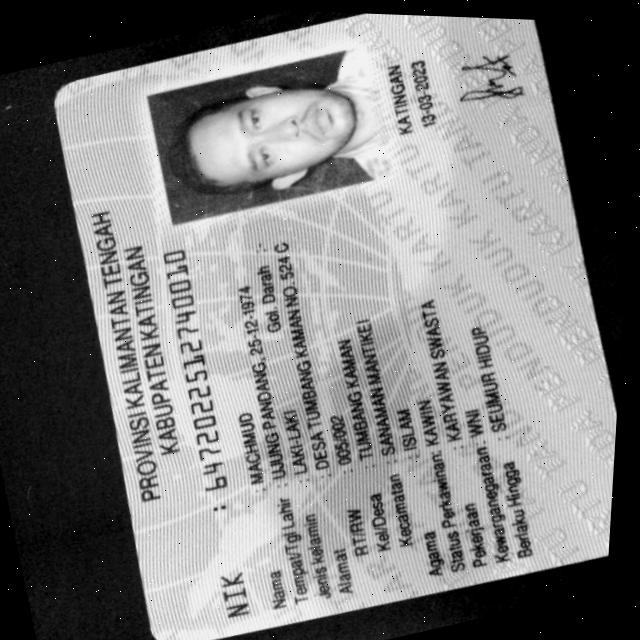 PROVINSI KALIMANTAN TENGAH
KABUPATEN KATINGAN
NIK : 6472022512740010
Nama : MACHMUD
Tempat/Tgl Lahir : UJUNG PANDANG, 25-12-1974
Jenis kelamin : LAKI-LAKI Gol. Darah : -
Alamat : DESA TUMBANG KAMAN NO. 524 C
RT/RW : 005/002
Kel/Desa : TUMBANG KAMAN
Kecamatan : SANAMAN MANTIKEI
Agama : ISLAM
Status Perkawinan: KAWIN
Pekerjaan : KARYAWAN SWASTA
Kewarganegaraan: WNI
Berlaku Hingga : SEUMUR HIDUP
KATINGAN
13-03-2023